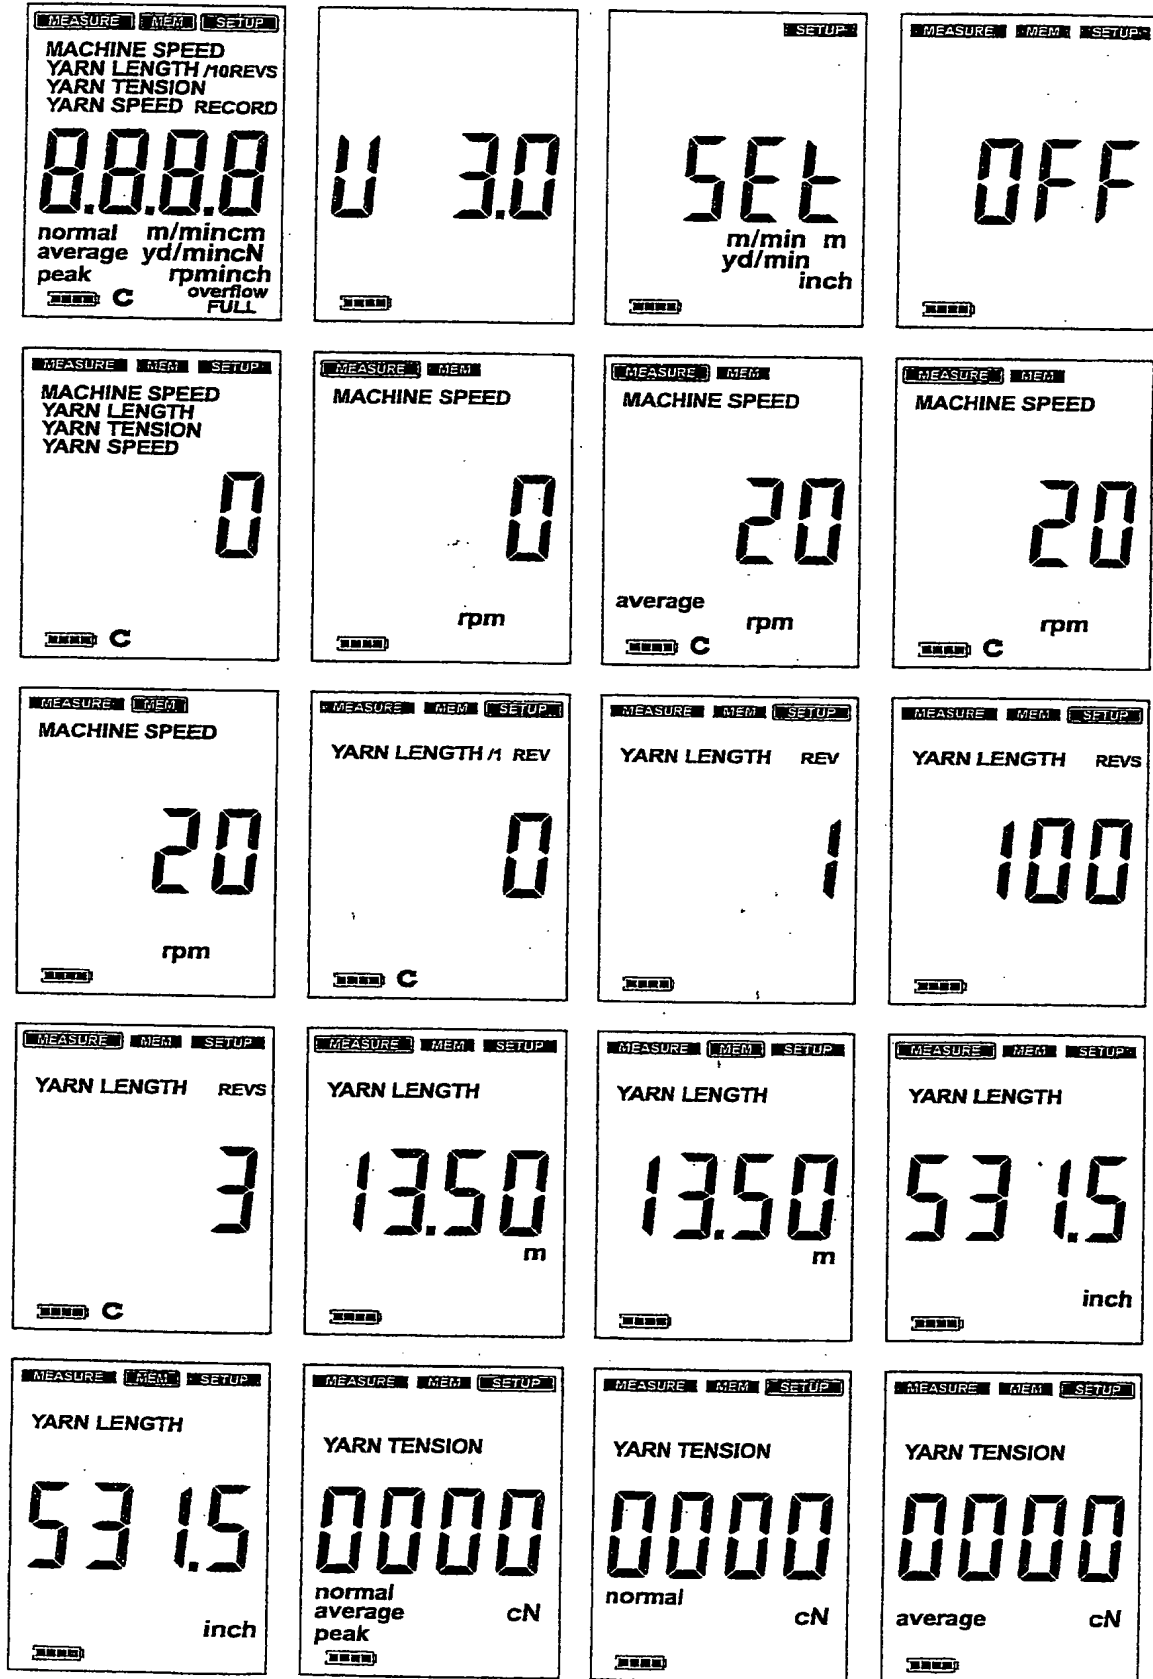 MEASURE MEM SETUP
MACHINE SPEED
YARN LENGTH /10REVS
YARN TENSION
YARN SPEED RECORD
8.8.8.8
normal m/mincm
average yd/mincN
peak rpminch
overflow
FULL
C
U 3.0
SETUP
SEt
m/min m
yd/min
inch
MEASURE MEM SETUP
OFF
MEASURE MEM SETUP
MACHINE SPEED
YARN LENGTH
YARN TENSION
YARN SPEED
0
C
MEASURE MEM
MACHINE SPEED
0
rpm
MEASURE MEM
MACHINE SPEED
20
average
rpm
C
MEASURE MEM
MACHINE SPEED
20
rpm
C
MEASURE MEM
MACHINE SPEED
20
rpm
MEASURE MEM SETUP
YARN LENGTH /1 REV
0
C
MEASURE MEM SETUP
YARN LENGTH REV
1
MEASURE MEM SETUP
YARN LENGTH REVS
100
MEASURE MEM SETUP
YARN LENGTH REVS
3
C
MEASURE MEM SETUP
YARN LENGTH
13.50
m
MEASURE MEM SETUP
YARN LENGTH
13.50
m
MEASURE MEM SETUP
YARN LENGTH
531.5
inch
MEASURE MEM SETUP
YARN LENGTH
531.5
inch
MEASURE MEM SETUP
YARN TENSION
0000
normal
average cN
peak
MEASURE MEM SETUP
YARN TENSION
0000
normal
cN
MEASURE MEM SETUP
YARN TENSION
0000
average cN